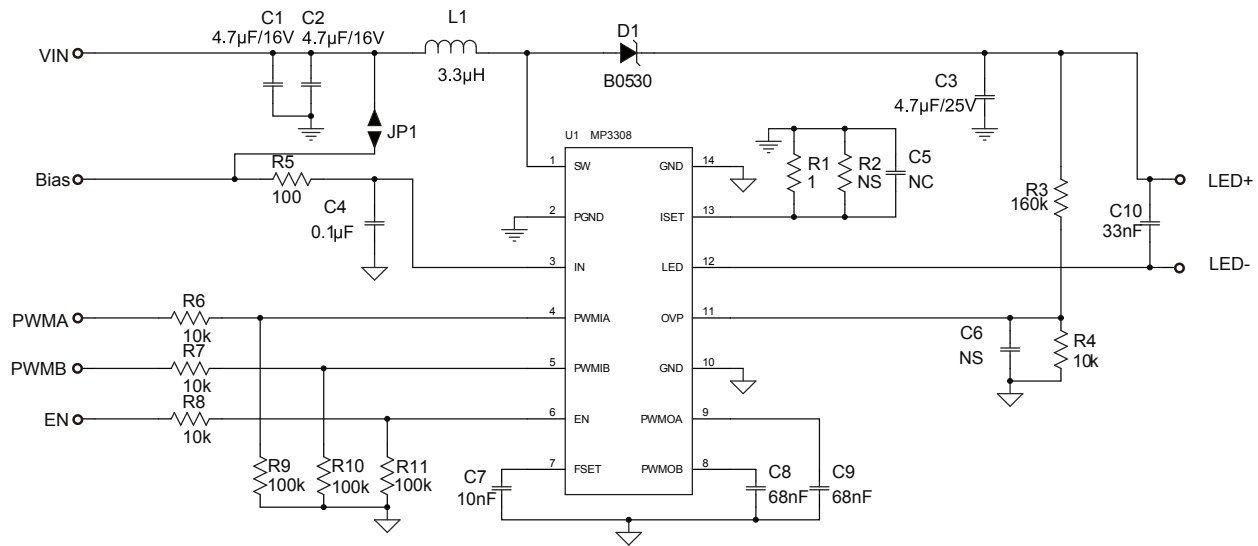 C1 C2
4.7µF/16V 4.7µF/16V
L1
3.3µH
D1
B0530
VIN
C3
4.7µF/25V
JP1
U1 MP3308
Bias
R5
100
C4
0.1µF
1 SW
2 PGND
3 IN
4 PWMIA
5 PWMIB
6 EN
7 FSET
GND 14
ISET 13
LED 12
OVP 11
GND 10
PWMOA 9
PWMOB 8
R1
1
R2
NS
C5
NC
R3
160k
C10
33nF
LED+
LED-
PWMA
R6
10k
PWMB
R7
10k
EN
R8
10k
C6
NS
R4
10k
R9
100k
R10
100k
R11
100k
C7
10nF
C8
68nF
C9
68nF